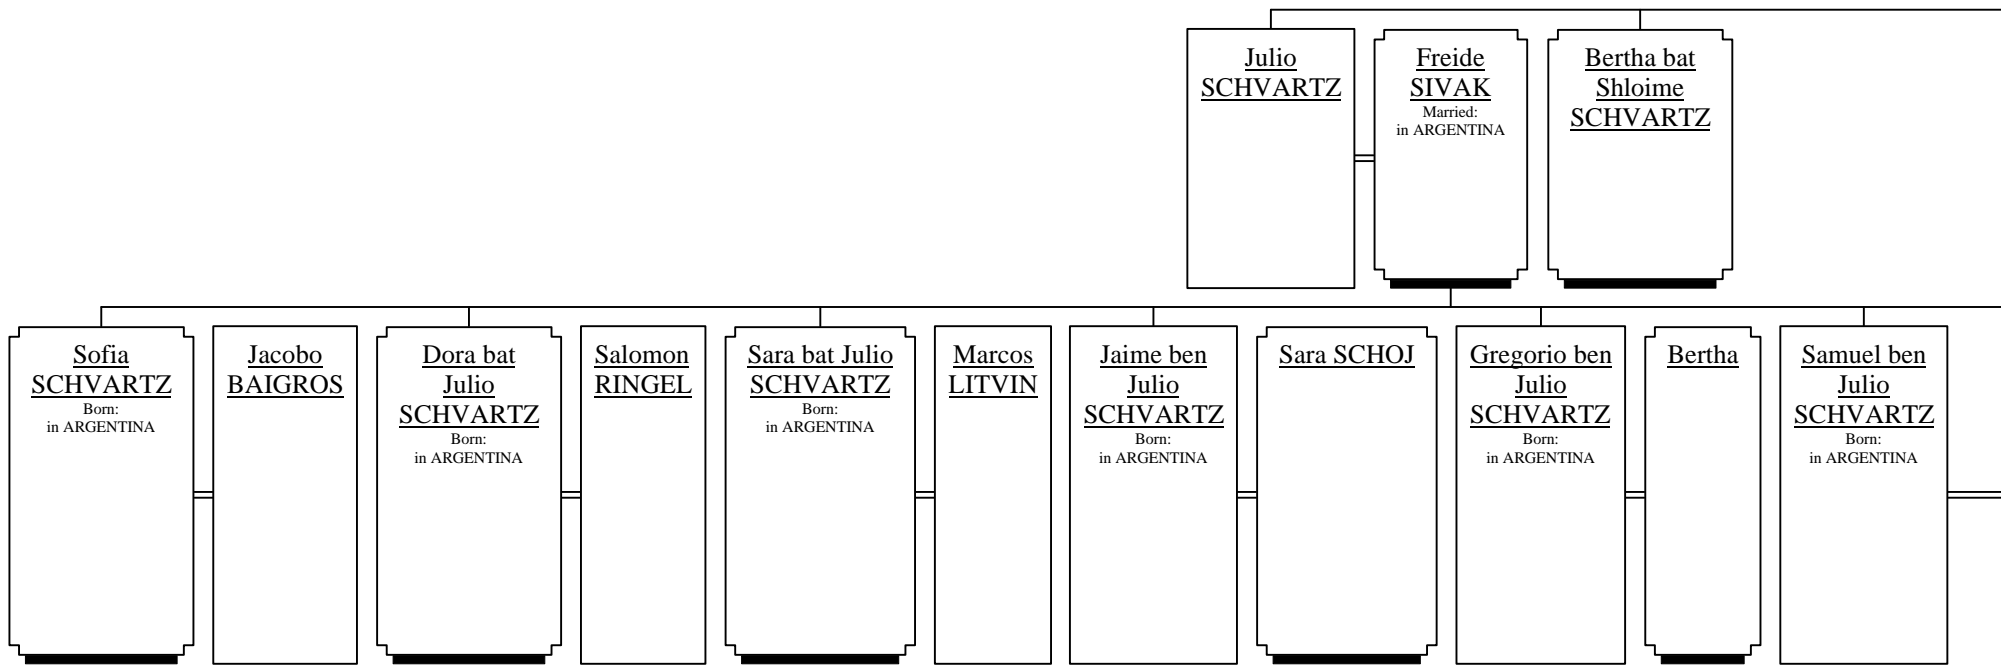 Julio
SCHVARTZ
Freide
SIVAK
Married:
in ARGENTINA
Bertha bat
Shloime
SCHVARTZ
Sofia
SCHVARTZ
Born:
in ARGENTINA
Jacobo
BAIGROS
Dora bat
Julio
SCHVARTZ
Born:
in ARGENTINA
Salomon
RINGEL
Sara bat Julio
SCHVARTZ
Born:
in ARGENTINA
Marcos
LITVIN
Jaime ben
Julio
SCHVARTZ
Born:
in ARGENTINA
Sara SCHOJ
Gregorio ben
Julio
SCHVARTZ
Born:
in ARGENTINA
Bertha
Samuel ben
Julio
SCHVARTZ
Born:
in ARGENTINA